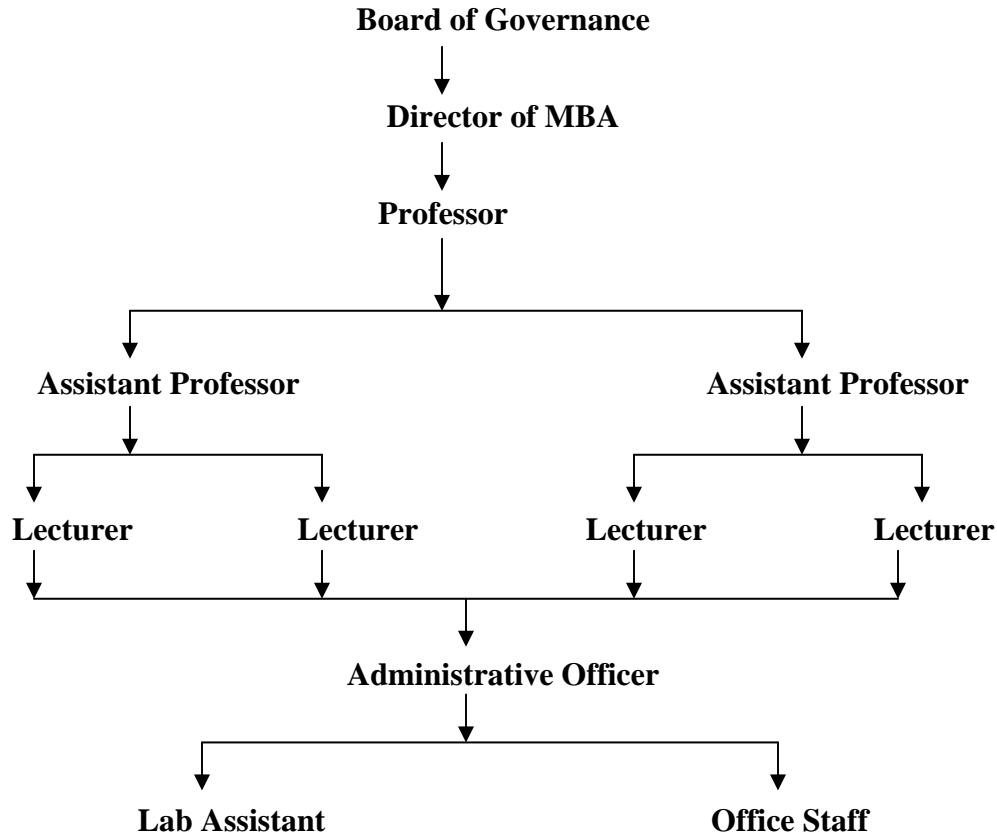 Board of Governance
Director of MBA
Professor
Assistant Professor
Assistant Professor
Lecturer
Lecturer
Lecturer
Lecturer
Administrative Officer
Lab Assistant
Office Staff